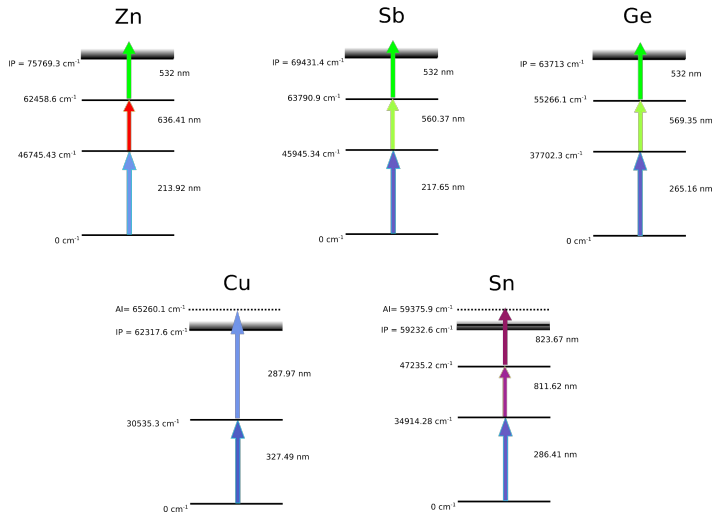 Zn
IP = 75769.3 cm⁻¹
532 nm
62458.6 cm⁻¹
636.41 nm
46745.43 cm⁻¹
213.92 nm
0 cm⁻¹
Sb
IP = 69431.4 cm⁻¹
532 nm
63790.9 cm⁻¹
560.37 nm
45945.34 cm⁻¹
217.65 nm
0 cm⁻¹
Ge
IP = 63713 cm⁻¹
532 nm
55266.1 cm⁻¹
569.35 nm
37702.3 cm⁻¹
265.16 nm
0 cm⁻¹
Cu
AI= 65260.1 cm⁻¹
IP = 62317.6 cm⁻¹
287.97 nm
30535.3 cm⁻¹
327.49 nm
0 cm⁻¹
Sn
AI= 59375.9 cm⁻¹
IP = 59232.6 cm⁻¹
823.67 nm
47235.2 cm⁻¹
811.62 nm
34914.28 cm⁻¹
286.41 nm
0 cm⁻¹